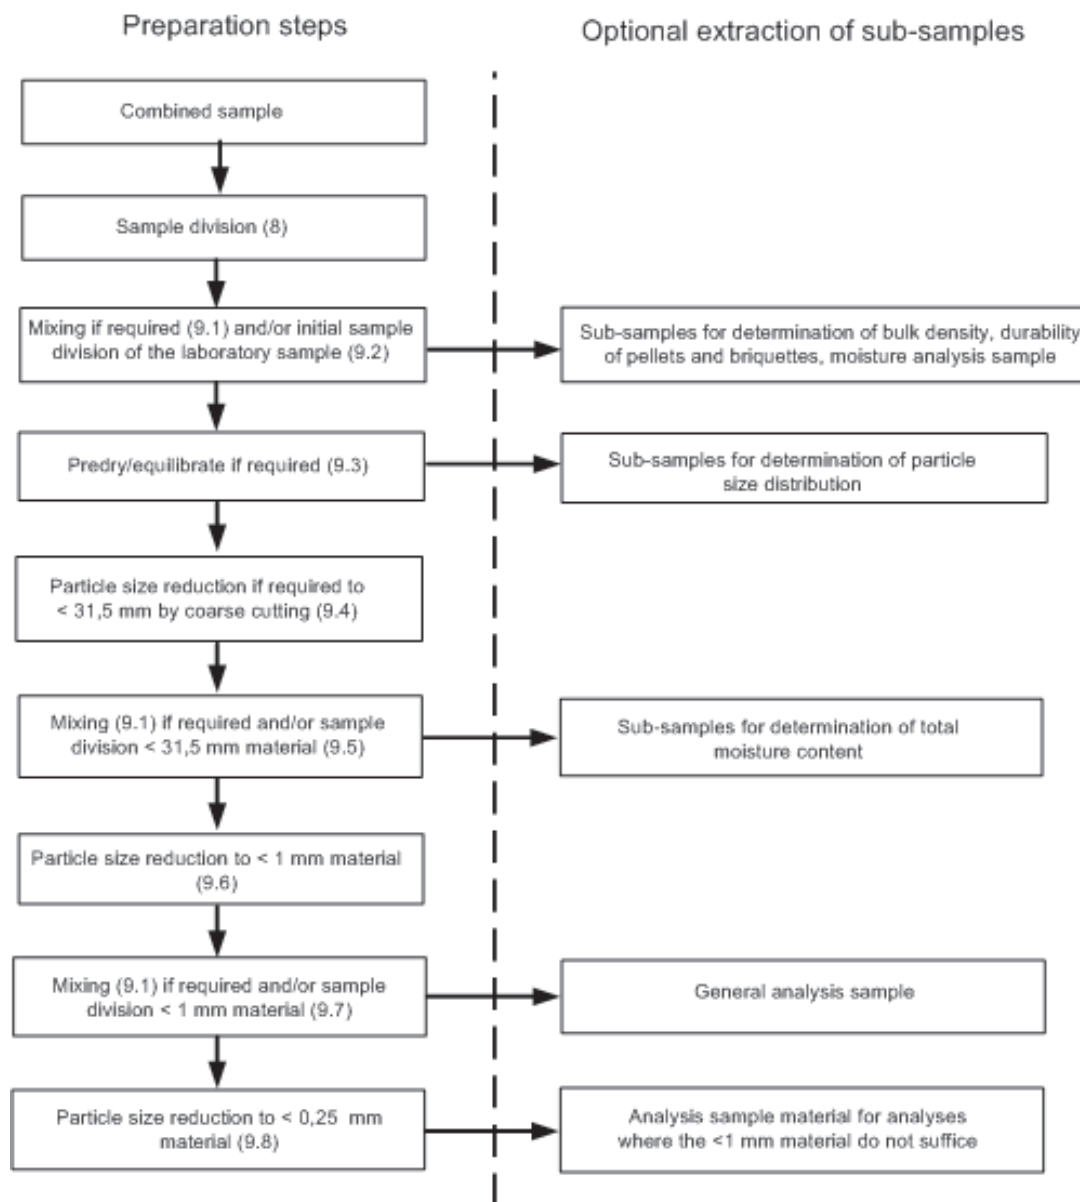 Preparation steps
Optional extraction of sub-samples
Combined sample
Sample division (8)
Mixing if required (9.1) and/or initial sample
division of the laboratory sample (9.2)
Sub-samples for determination of bulk density, durability
of pellets and briquettes, moisture analysis sample
Predry/equilibrate if required (9.3)
Sub-samples for determination of particle
size distribution
Particle size reduction if required to
< 31,5 mm by coarse cutting (9.4)
Mixing (9.1) if required and/or sample
division < 31,5 mm material (9.5)
Sub-samples for determination of total
moisture content
Particle size reduction to < 1 mm material
(9.6)
Mixing (9.1) if required and/or sample
division < 1 mm material (9.7)
General analysis sample
Particle size reduction to < 0,25 mm
material (9.8)
Analysis sample material for analyses
where the <1 mm material do not suffice